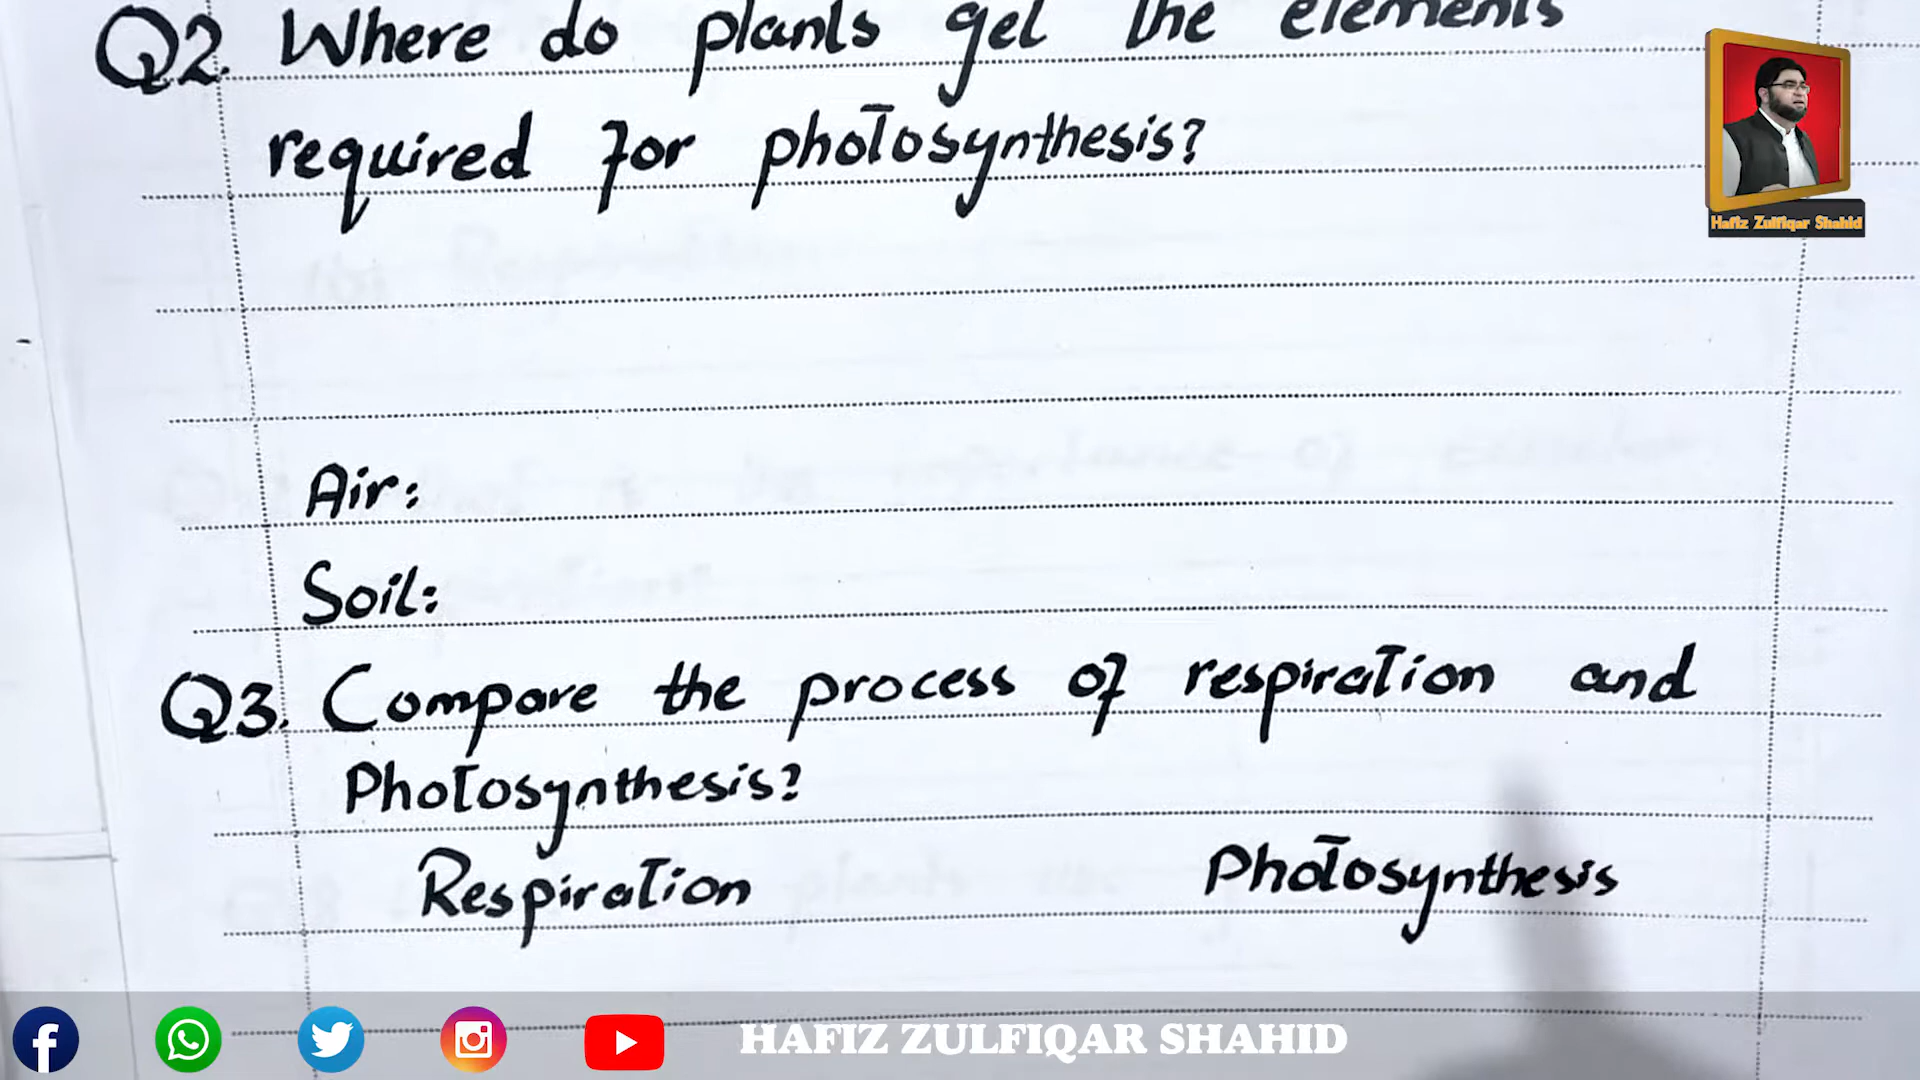 Q2. Where do plants get the elements
required for photosynthesis?
Hafiz Zulfiqar Shahid
Air:
Soil:
Q3. Compare the process of respiration and
Photosynthesis?
Respiration Photosynthesis
HAFIZ ZULFIQAR SHAHID